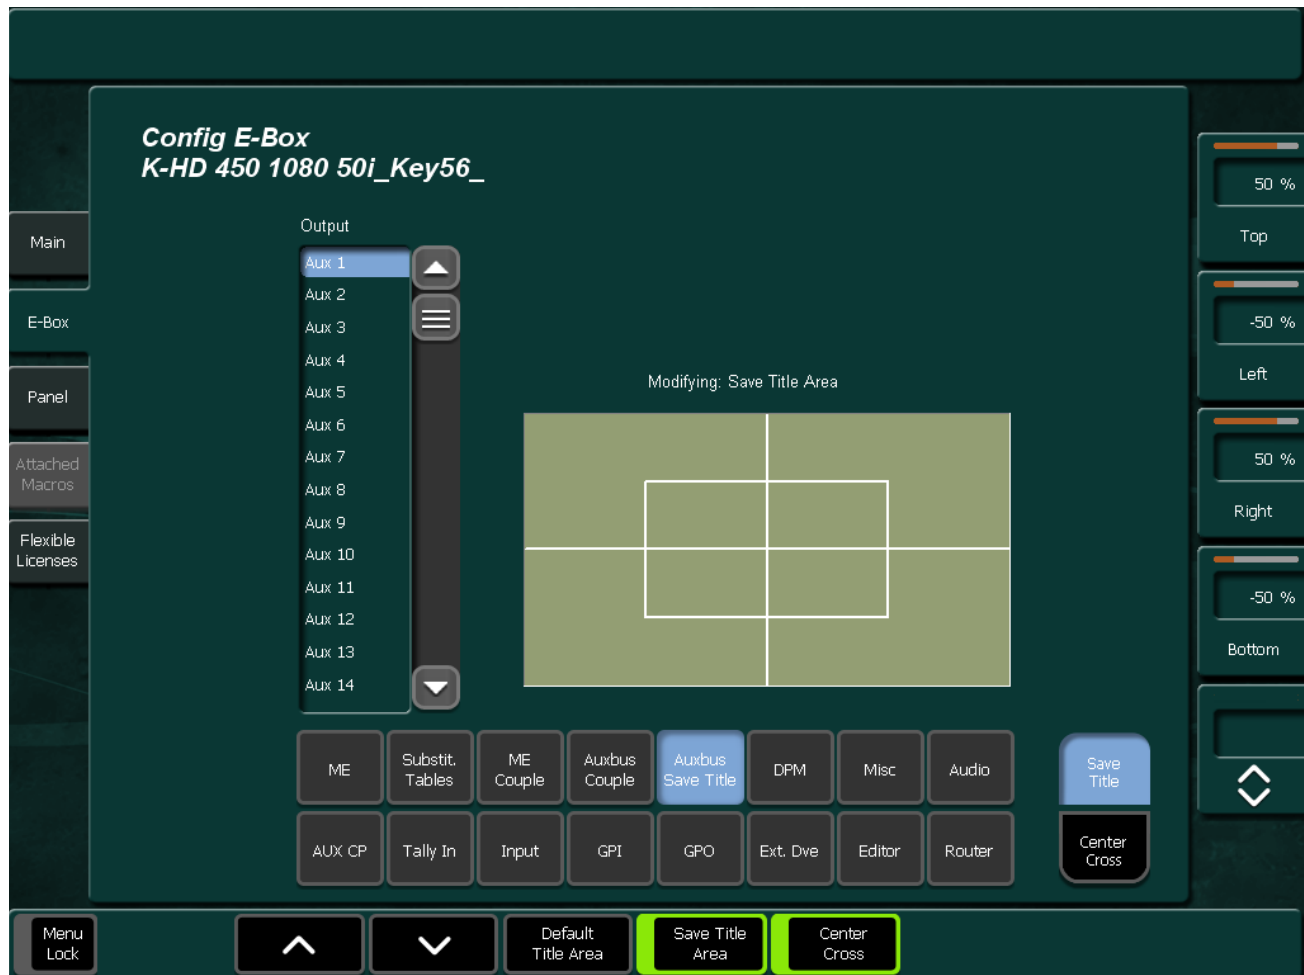 Config E-Box
K-HD 450 1080 50i_Key56_
Main
E-Box
Panel
Attached
Macros
Flexible
Licenses
Output
Aux 1
Aux 2
Aux 3
Aux 4
Aux 5
Aux 6
Aux 7
Aux 8
Aux 9
Aux 10
Aux 11
Aux 12
Aux 13
Aux 14
Modifying: Save Title Area
50 %
Top
-50 %
Left
50 %
Right
-50 %
Bottom
ME
Substit.
Tables
ME
Couple
Auxbus
Couple
Auxbus
Save Title
DPM
Misc
Audio
Save
Title
AUX CP
Tally In
Input
GPI
GPO
Ext. Dve
Editor
Router
Center
Cross
Menu
Lock
Default
Title Area
Save Title
Area
Center
Cross